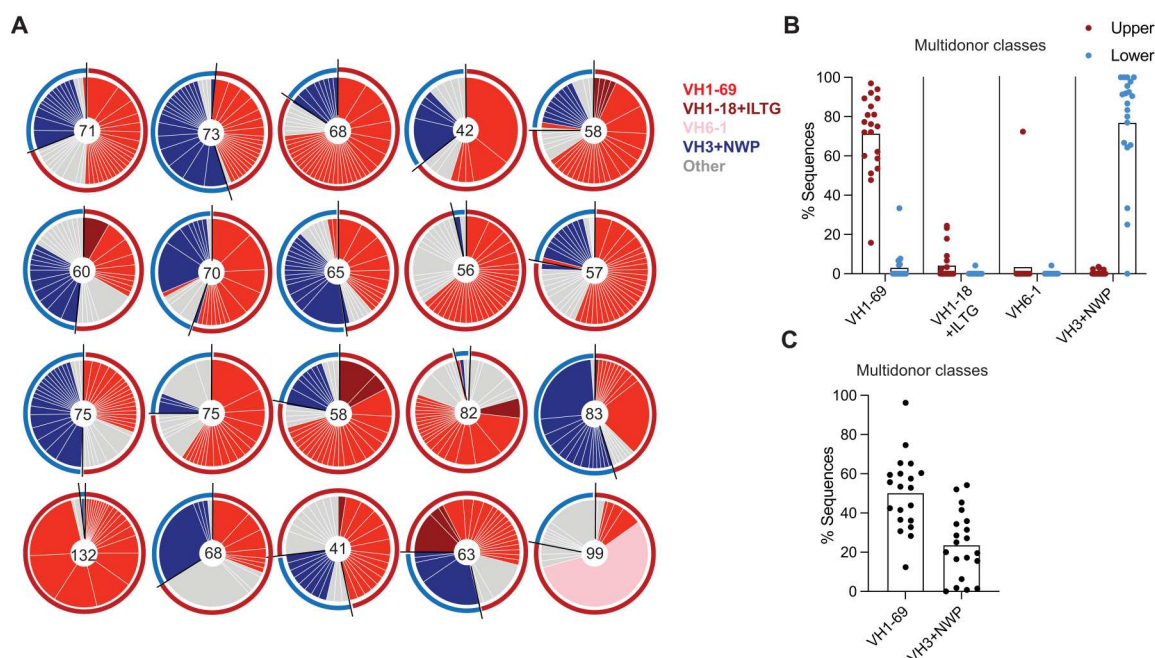 A
71
73
68
42
58
60
70
65
56
57
75
75
58
82
83
132
68
41
63
99
VH1-69
VH1-18+ILTG
VH6-1
VH3+NWP
Other
B
Upper
Lower
Multidonor classes
% Sequences
100
80
60
40
20
0
VH1-69
VH1-18
+ILTG
VH6-1
VH3+NWP
C
Multidonor classes
% Sequences
100
80
60
40
20
0
VH1-69
VH3+NWP